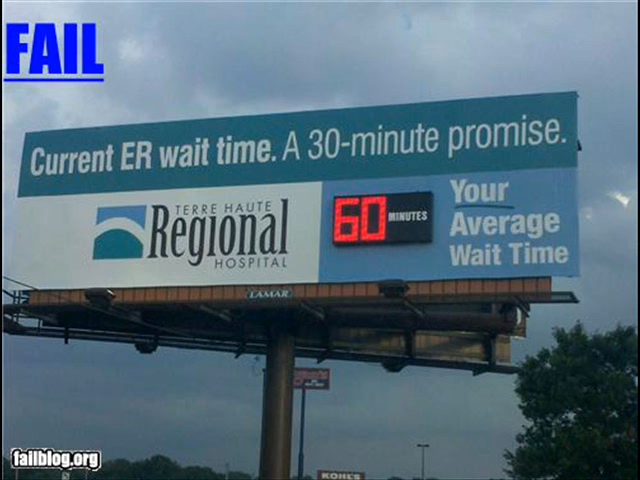 FAIL
Current ER wait time. A 30-minute promise.
TERRE HAUTE
Regional
HOSPITAL
60 MINUTES
Your
Average
Wait Time
LAMAR
KOHL'S
failblog.org